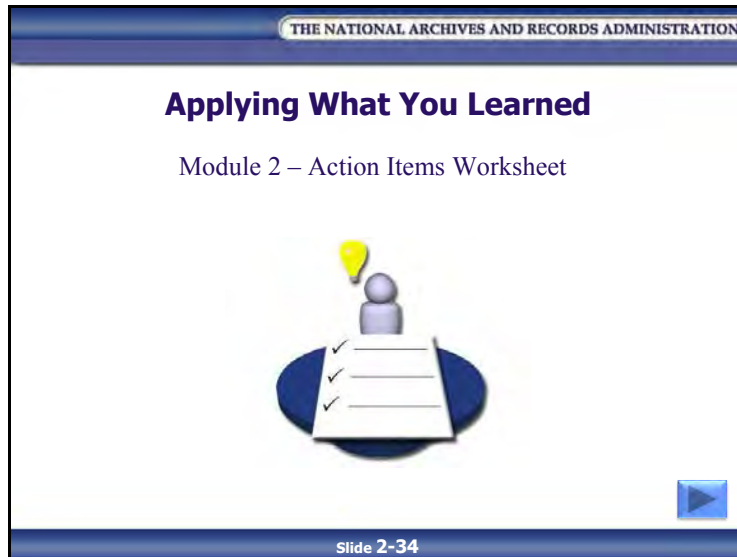 THE NATIONAL ARCHIVES AND RECORDS ADMINISTRATION
Applying What You Learned
Module 2 – Action Items Worksheet
Slide 2-34